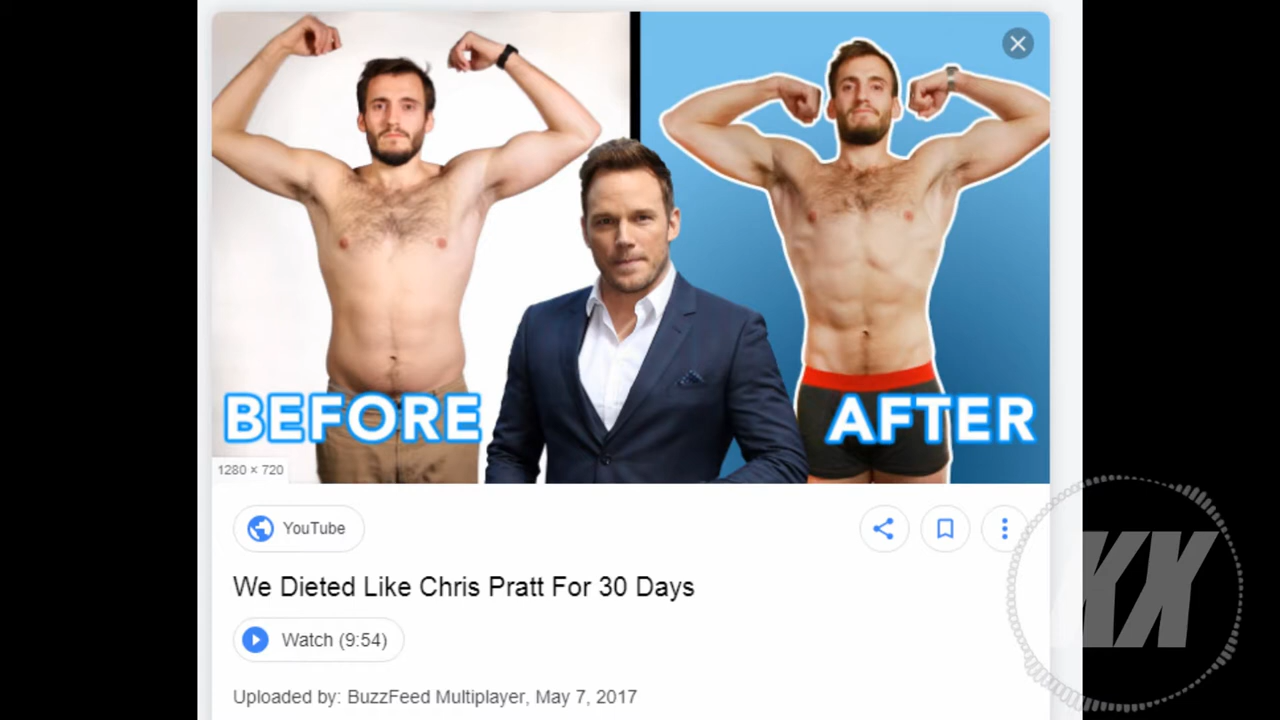 BEFORE
AFTER
1280 × 720
YouTube
We Dieted Like Chris Pratt For 30 Days
Watch (9:54)
Uploaded by: BuzzFeed Multiplayer, May 7, 2017
XX